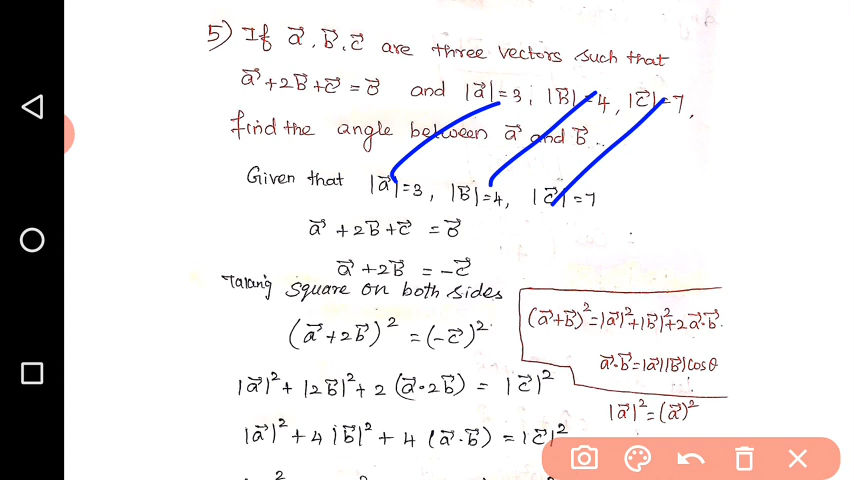 5) If a⃗, b⃗, c⃗ are three vectors such that
a⃗ + 2b⃗ + c⃗ = 0⃗ and |a⃗| = 3, |b⃗| = 4, |c⃗| = 7,
find the angle between a⃗ and b⃗.
Given that |a⃗| = 3, |b⃗| = 4, |c⃗| = 7
a⃗ + 2b⃗ + c⃗ = 0⃗
a⃗ + 2b⃗ = -c⃗
Taking square on both sides
(a⃗ + 2b⃗)² = (-c⃗)²
|a⃗|² + |2b⃗|² + 2(a⃗·2b⃗) = |c⃗|²
|a⃗|² + 4|b⃗|² + 4(a⃗·b⃗) = |c⃗|²
(a⃗+b⃗)² = |a⃗|²+|b⃗|²+2a⃗·b⃗.
a⃗·b⃗ = |a⃗||b⃗|cosθ
|a⃗|² = (a⃗)²